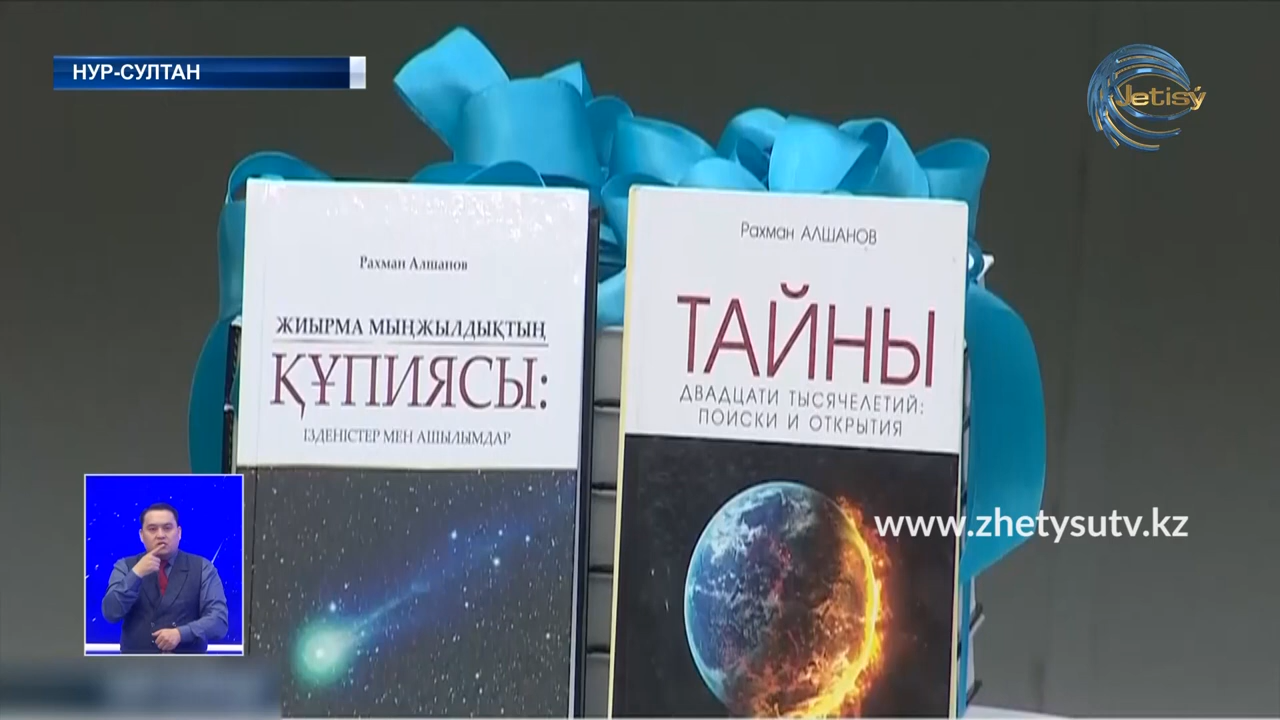 НУР-СУЛТАН
Jetisý
Рахман Алшанов
ЖИЫРМА МЫҢЖЫЛДЫҚТЫҢ
ҚҰПИЯСЫ:
ІЗДЕНІСТЕР МЕН АШЫЛЫМДАР
Рахман АЛШАНОВ
ТАЙНЫ
ДВАДЦАТИ ТЫСЯЧЕЛЕТИЙ:
ПОИСКИ И ОТКРЫТИЯ
www.zhetysutv.kz